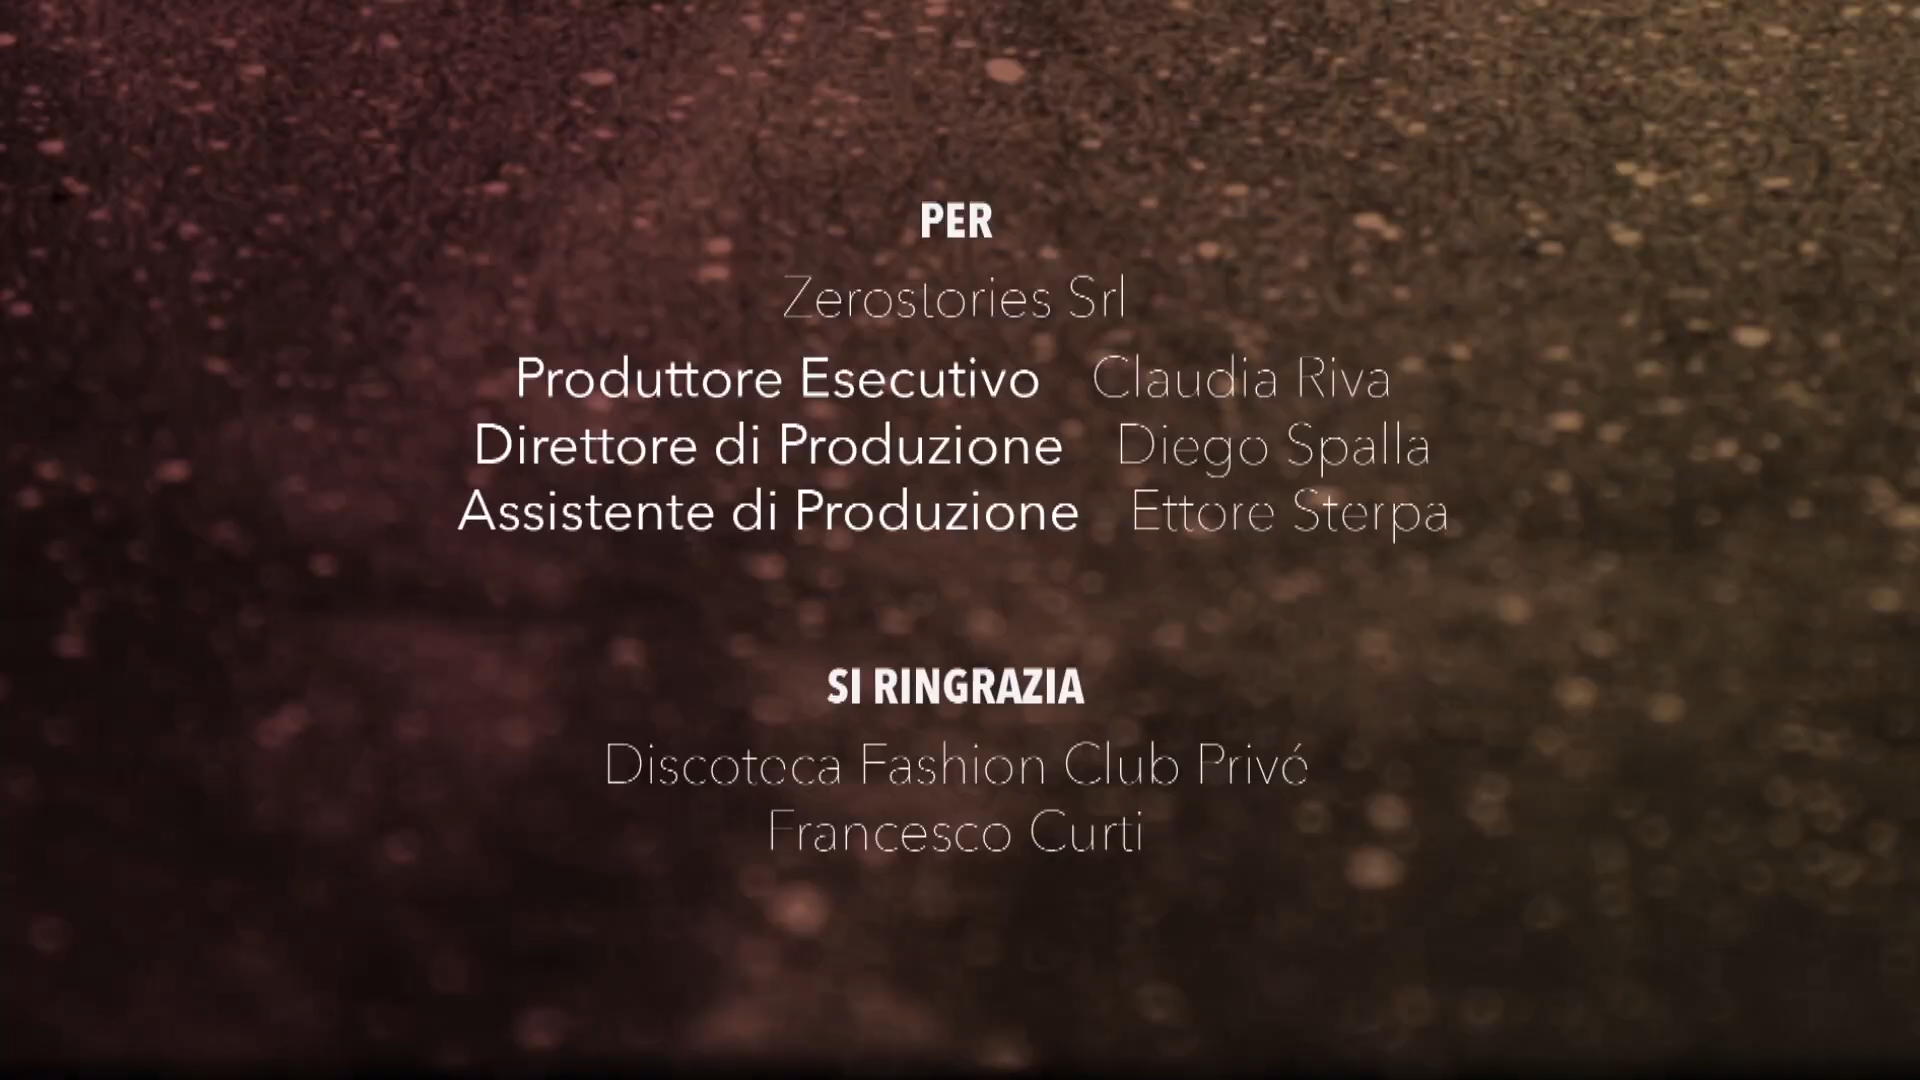 PER
Zerostories Srl
Produttore Esecutivo Claudia Riva
Direttore di Produzione Diego Spalla
Assistente di Produzione Ettore Sterpa
SI RINGRAZIA
Discoteca Fashion Club Privé
Francesco Curti